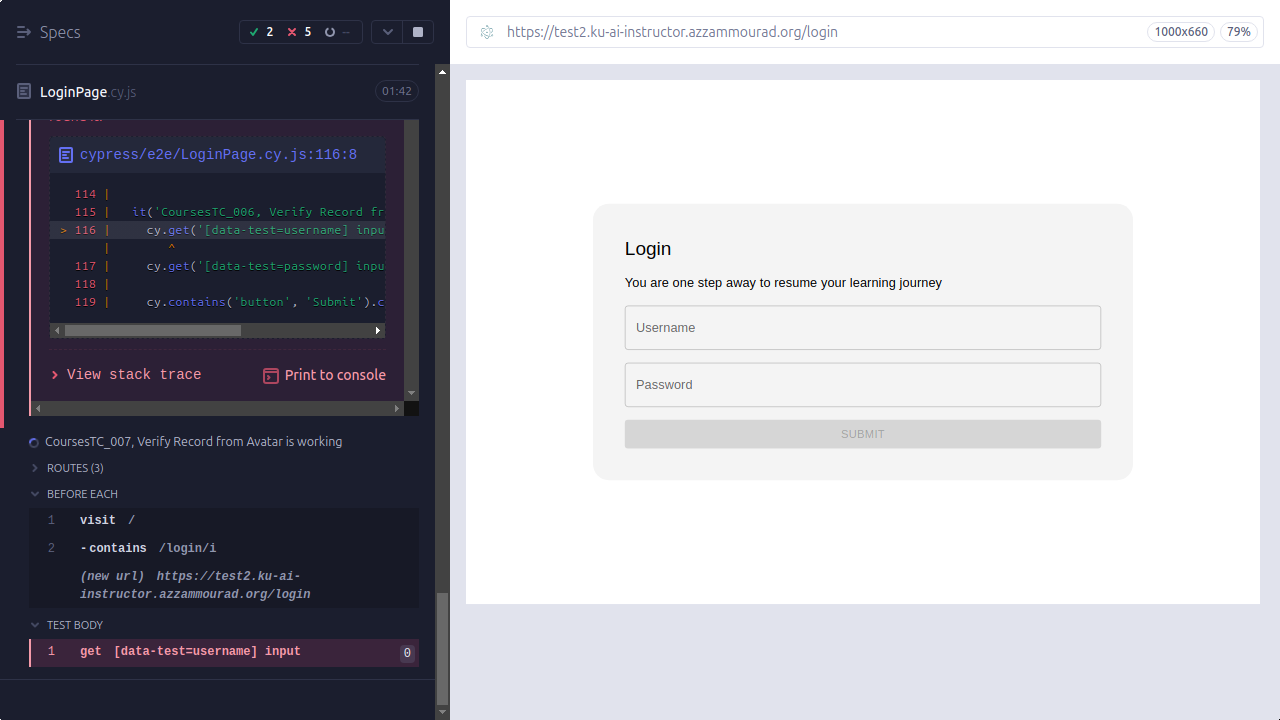 Specs
2 5 --
https://test2.ku-ai-instructor.azzammourad.org/login
1000x660 79%
LoginPage.cy.js 01:42
cypress/e2e/LoginPage.cy.js:116:8
114 |
115 | it('CoursesTC_006, Verify Record fr
> 116 | cy.get('[data-test=username] inpu
| ^
117 | cy.get('[data-test=password] inpu
118 |
119 | cy.contains('button', 'Submit').c
View stack trace
Print to console
CoursesTC_007, Verify Record from Avatar is working
ROUTES (3)
BEFORE EACH
1 visit /
2 -contains /login/i
(new url) https://test2.ku-ai-
instructor.azzammourad.org/login
TEST BODY
1 get [data-test=username] input 0
Login
You are one step away to resume your learning journey
Username
Password
SUBMIT